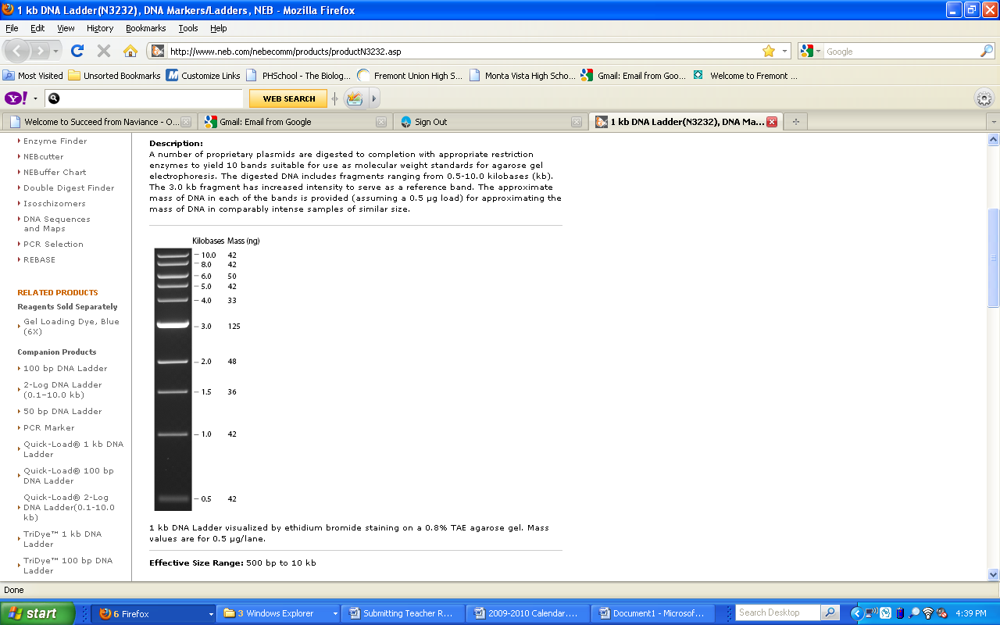 1 kb DNA Ladder(N3232), DNA Markers/Ladders, NEB - Mozilla Firefox
File Edit View History Bookmarks Tools Help
http://www.neb.com/nebecomm/products/productN3232.asp
Google
Most Visited Unsorted Bookmarks Customize Links PHSchool - The Biolog... Fremont Union High S... Monta Vista High Scho... Gmail: Email from Goo... Welcome to Fremont ...
Y! WEB SEARCH
Welcome to Succeed from Naviance - O... Gmail: Email from Google Sign Out 1 kb DNA Ladder(N3232), DNA Ma...
Enzyme Finder
NEBcutter
NEBuffer Chart
Double Digest Finder
Isoschizomers
DNA Sequences
and Maps
PCR Selection
REBASE
RELATED PRODUCTS
Reagents Sold Separately
Gel Loading Dye, Blue
(6X)
Companion Products
100 bp DNA Ladder
2-Log DNA Ladder
(0.1–10.0 kb)
50 bp DNA Ladder
PCR Marker
Quick-Load® 1 kb DNA
Ladder
Quick-Load® 100 bp
DNA Ladder
Quick-Load® 2-Log
DNA Ladder(0.1-10.0
kb)
TriDye™ 1 kb DNA
Ladder
TriDye™ 100 bp DNA
Ladder
Description:
A number of proprietary plasmids are digested to completion with appropriate restriction
enzymes to yield 10 bands suitable for use as molecular weight standards for agarose gel
electrophoresis. The digested DNA includes fragments ranging from 0.5-10.0 kilobases (kb).
The 3.0 kb fragment has increased intensity to serve as a reference band. The approximate
mass of DNA in each of the bands is provided (assuming a 0.5 µg load) for approximating the
mass of DNA in comparably intense samples of similar size.
Kilobases Mass (ng)
10.0 42
8.0 42
6.0 50
5.0 42
4.0 33
3.0 125
2.0 48
1.5 36
1.0 42
0.5 42
1 kb DNA Ladder visualized by ethidium bromide staining on a 0.8% TAE agarose gel. Mass
values are for 0.5 µg/lane.
Effective Size Range: 500 bp to 10 kb
Done
start 6 Firefox 3 Windows Explorer Submitting Teacher R... 2009-2010 Calendar.... Document1 - Microsof... Search Desktop 4:39 PM